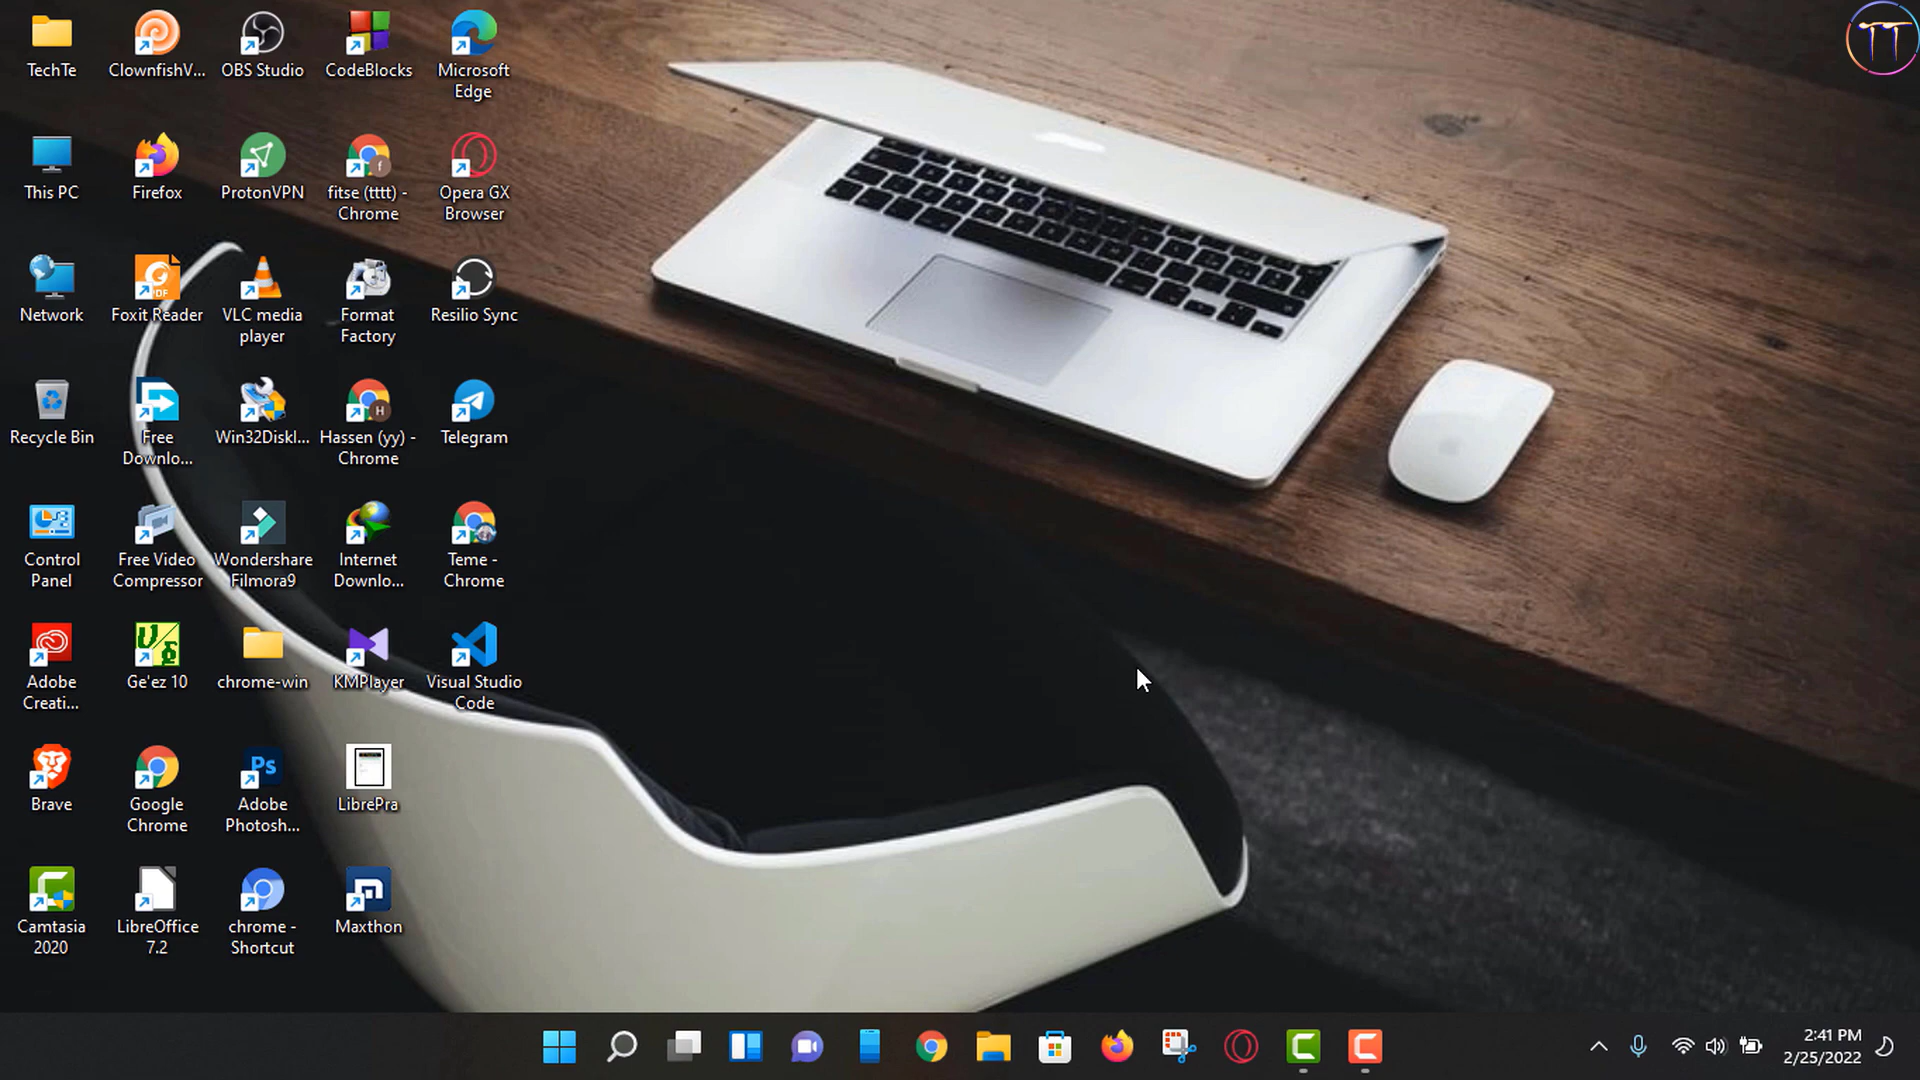 TechTe
ClownfishV...
OBS Studio
CodeBlocks
Microsoft
Edge
This PC
Firefox
ProtonVPN
fitse (tttt) -
Chrome
Opera GX
Browser
Network
Foxit Reader
VLC media
player
Format
Factory
Resilio Sync
Recycle Bin
Free
Downlo...
Win32DiskI...
Hassen (yy) -
Chrome
Telegram
Control
Panel
Free Video
Compressor
Wondershare
Filmora9
Internet
Downlo...
Teme -
Chrome
Adobe
Creati...
Ge'ez 10
chrome-win
KMPlayer
Visual Studio
Code
Brave
Google
Chrome
Ps
Adobe
Photosh...
LibrePra
Camtasia
2020
LibreOffice
7.2
chrome -
Shortcut
Maxthon
2:41 PM
2/25/2022
TT